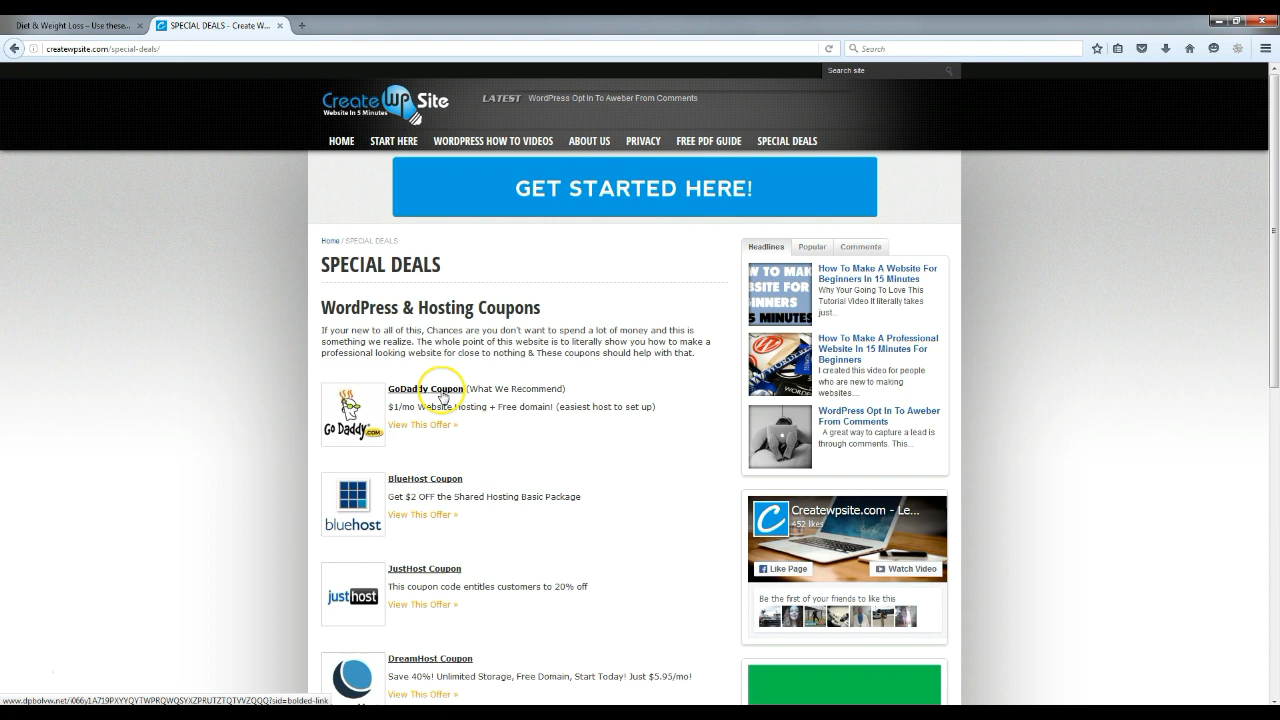 Diet & Weight Loss – Use these...
SPECIAL DEALS - Create W...
createwpsite.com/special-deals/
Search
Search site
Create WP Site
Website In 5 Minutes
LATEST WordPress Opt In To Aweber From Comments
HOME START HERE WORDPRESS HOW TO VIDEOS ABOUT US PRIVACY FREE PDF GUIDE SPECIAL DEALS
GET STARTED HERE!
Home / SPECIAL DEALS
SPECIAL DEALS
WordPress & Hosting Coupons
If your new to all of this, Chances are you don't want to spend a lot of money and this is
something we realize. The whole point of this website is to literally show you how to make a
professional looking website for close to nothing & These coupons should help with that.
Go Daddy.COM
GoDaddy Coupon (What We Recommend)
$1/mo Website Hosting + Free domain! (easiest host to set up)
View This Offer »
bluehost
BlueHost Coupon
Get $2 OFF the Shared Hosting Basic Package
View This Offer »
justhost
JustHost Coupon
This coupon code entitles customers to 20% off
View This Offer »
DreamHost Coupon
Save 40%! Unlimited Storage, Free Domain, Start Today! Just $5.95/mo!
View This Offer »
Headlines Popular Comments
HOW TO MAKE
WEBSITE FOR
BEGINNERS
5 MINUTES
How To Make A Website For
Beginners In 15 Minutes
Why Your Going To Love This
Tutorial Video It literally takes
just...
How To Make A Professional
Website In 15 Minutes For
Beginners
I created this video for people
who are new to making
websites....
WordPress Opt In To Aweber
From Comments
A great way to capture a lead is
through comments. This...
Createwpsite.com - Le...
452 likes
Like Page
Watch Video
Be the first of your friends to like this